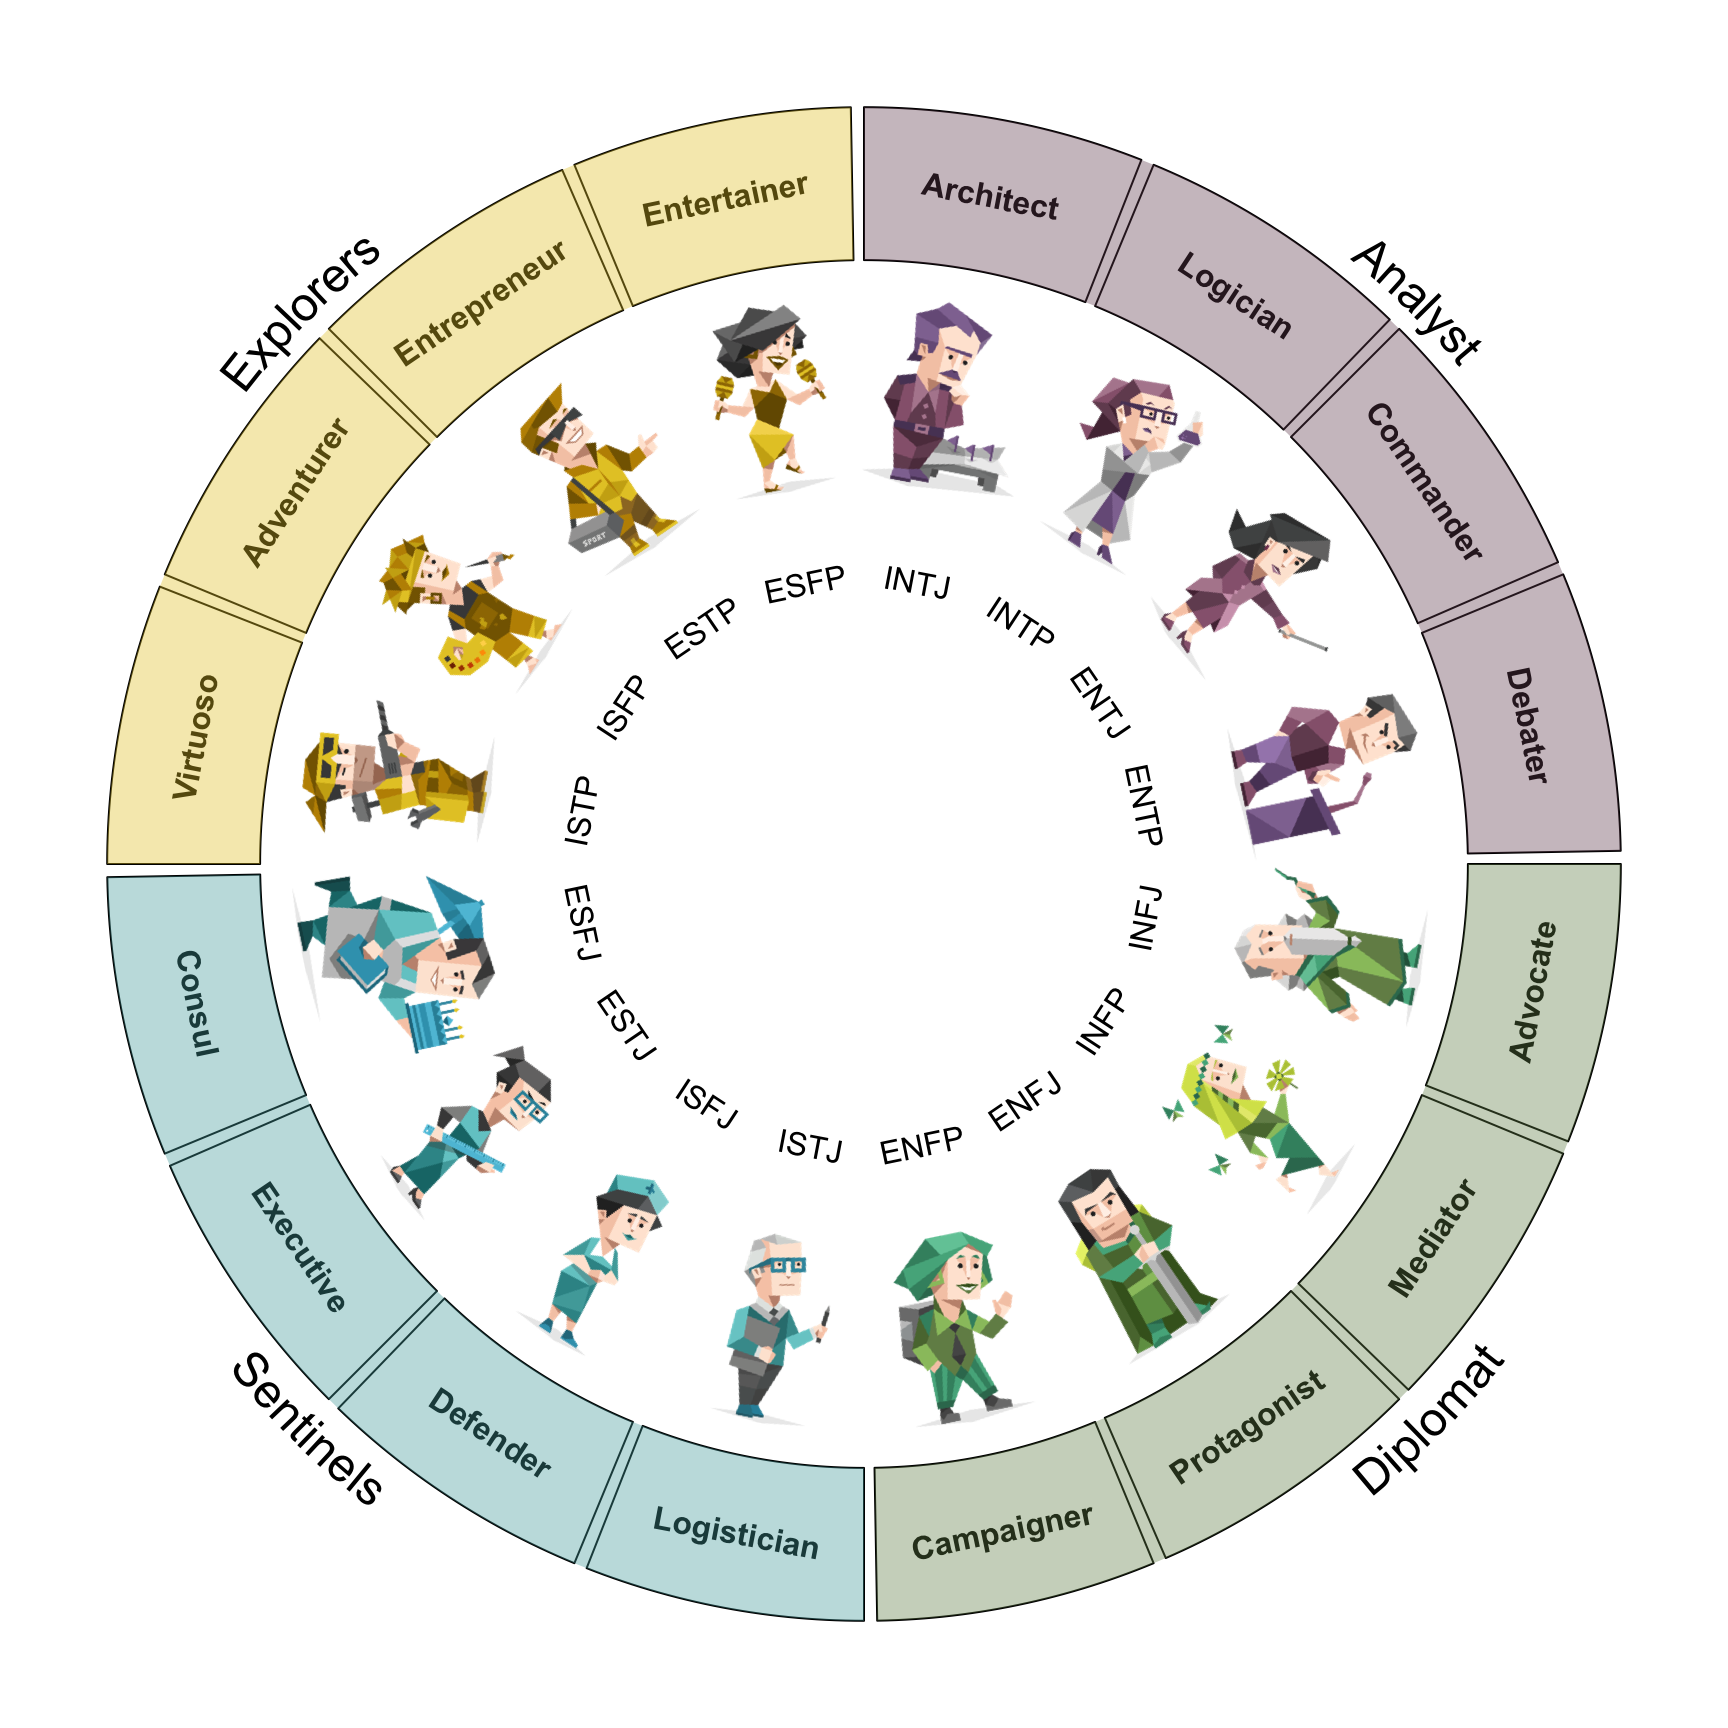 Analyst
Architect
Logician
Commander
Debater
Diplomat
Advocate
Mediator
Protagonist
Campaigner
Sentinels
Logistician
Defender
Executive
Consul
Explorers
Virtuoso
Adventurer
Entrepreneur
Entertainer
SPORT
INTJ
INTP
ENTJ
ENTP
INFJ
INFP
ENFJ
ENFP
ISTJ
ISFJ
ESTJ
ESFJ
ISTP
ISFP
ESTP
ESFP